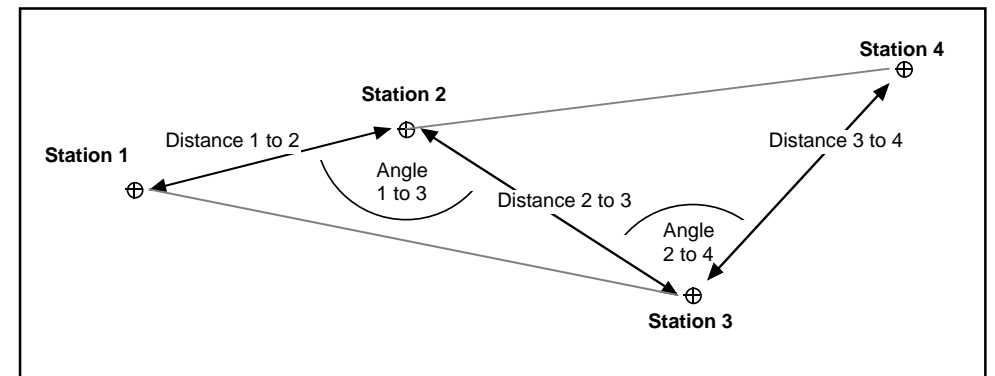 Station 4
Station 2
Distance 1 to 2
Distance 3 to 4
Station 1
Angle
1 to 3
Distance 2 to 3
Angle
2 to 4
Station 3